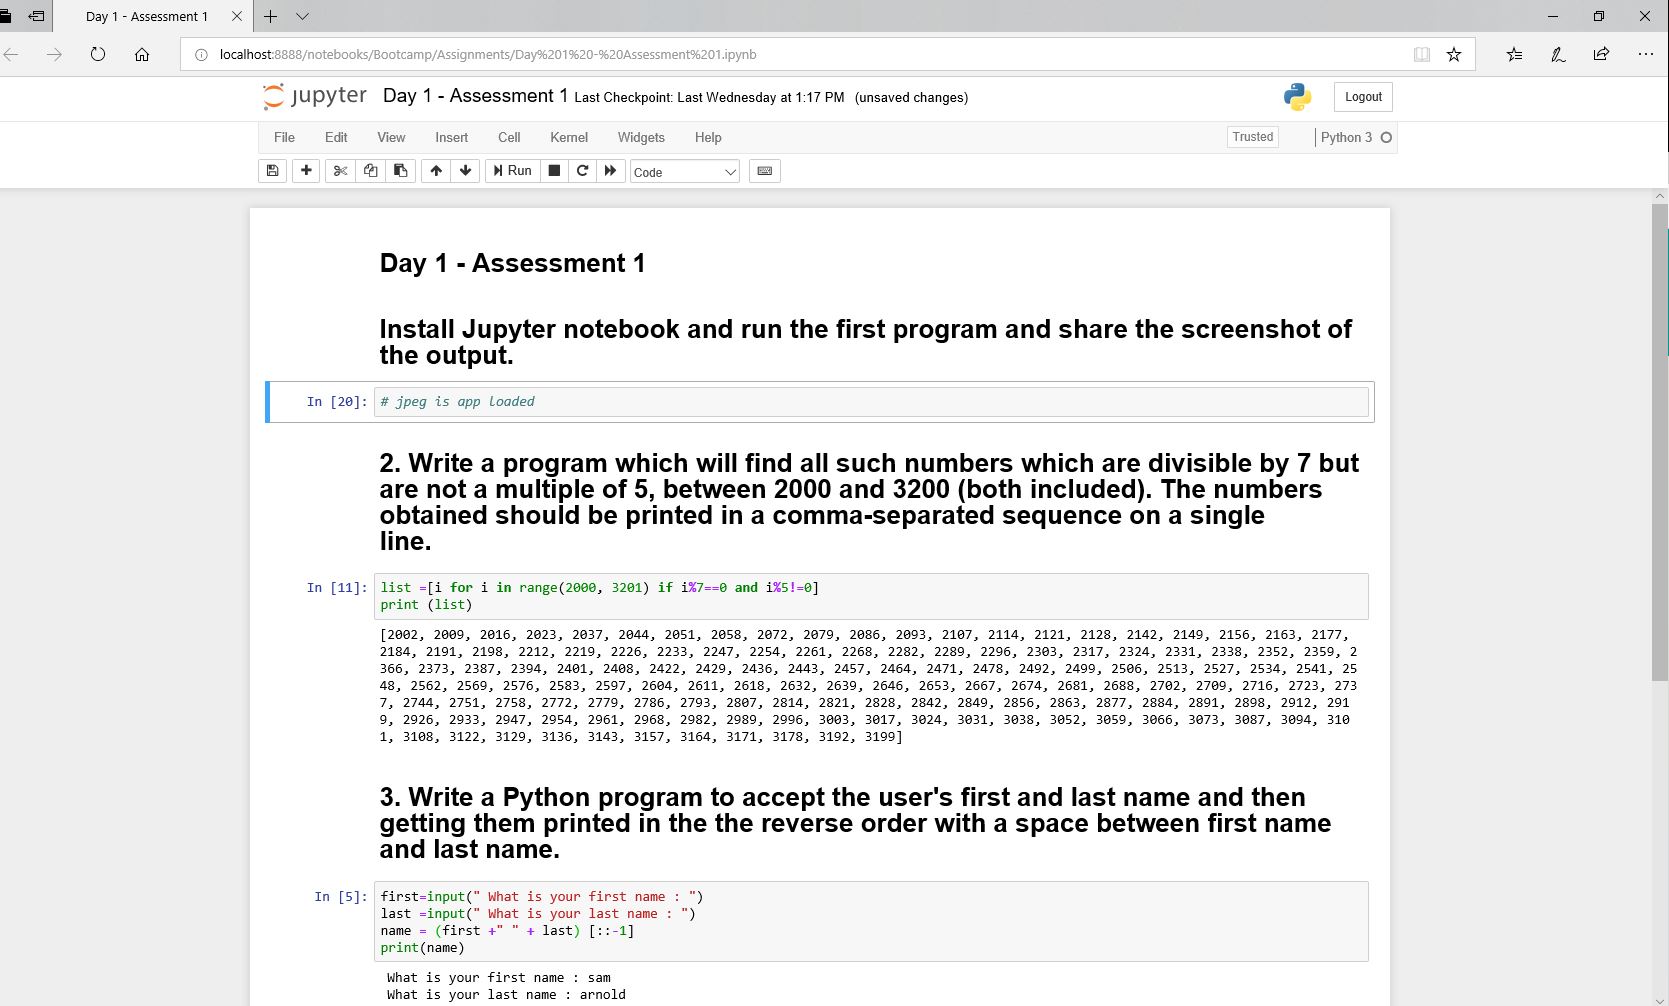 Day 1 - Assessment 1
localhost:8888/notebooks/Bootcamp/Assignments/Day%201%20-%20Assessment%201.ipynb
jupyter Day 1 - Assessment 1 Last Checkpoint: Last Wednesday at 1:17 PM (unsaved changes) Logout
File Edit View Insert Cell Kernel Widgets Help Trusted Python 3
Run Code
Day 1 - Assessment 1
Install Jupyter notebook and run the first program and share the screenshot of
the output.
In [20]: # jpeg is app loaded
2. Write a program which will find all such numbers which are divisible by 7 but
are not a multiple of 5, between 2000 and 3200 (both included). The numbers
obtained should be printed in a comma-separated sequence on a single
line.
In [11]: list =[i for i in range(2000, 3201) if i%7==0 and i%5!=0]
print (list)
[2002, 2009, 2016, 2023, 2037, 2044, 2051, 2058, 2072, 2079, 2086, 2093, 2107, 2114, 2121, 2128, 2142, 2149, 2156, 2163, 2177,
2184, 2191, 2198, 2212, 2219, 2226, 2233, 2247, 2254, 2261, 2268, 2282, 2289, 2296, 2303, 2317, 2324, 2331, 2338, 2352, 2359, 2
366, 2373, 2387, 2394, 2401, 2408, 2422, 2429, 2436, 2443, 2457, 2464, 2471, 2478, 2492, 2499, 2506, 2513, 2527, 2534, 2541, 25
48, 2562, 2569, 2576, 2583, 2597, 2604, 2611, 2618, 2632, 2639, 2646, 2653, 2667, 2674, 2681, 2688, 2702, 2709, 2716, 2723, 273
7, 2744, 2751, 2758, 2772, 2779, 2786, 2793, 2807, 2814, 2821, 2828, 2842, 2849, 2856, 2863, 2877, 2884, 2891, 2898, 2912, 291
9, 2926, 2933, 2947, 2954, 2961, 2968, 2982, 2989, 2996, 3003, 3017, 3024, 3031, 3038, 3052, 3059, 3066, 3073, 3087, 3094, 310
1, 3108, 3122, 3129, 3136, 3143, 3157, 3164, 3171, 3178, 3192, 3199]
3. Write a Python program to accept the user's first and last name and then
getting them printed in the the reverse order with a space between first name
and last name.
In [5]: first=input(" What is your first name : ")
last =input(" What is your last name : ")
name = (first +" " + last) [::-1]
print(name)
What is your first name : sam
What is your last name : arnold